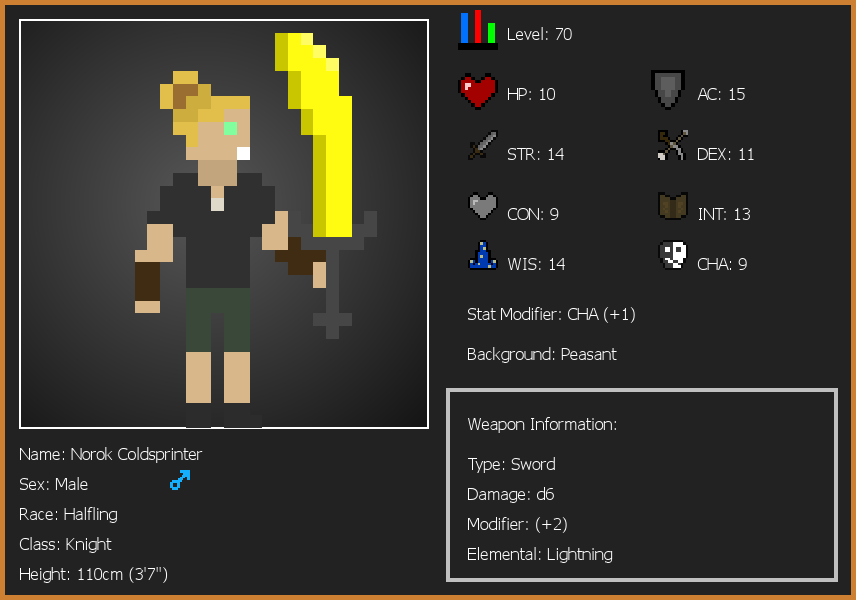 Level: 70
HP: 10
AC: 15
STR: 14
DEX: 11
CON: 9
INT: 13
WIS: 14
CHA: 9
Stat Modifier: CHA (+1)
Background: Peasant
Weapon Information:
Type: Sword
Damage: d6
Modifier: (+2)
Elemental: Lightning
Name: Norok Coldsprinter
Sex: Male
Race: Halfling
Class: Knight
Height: 110cm (3'7")